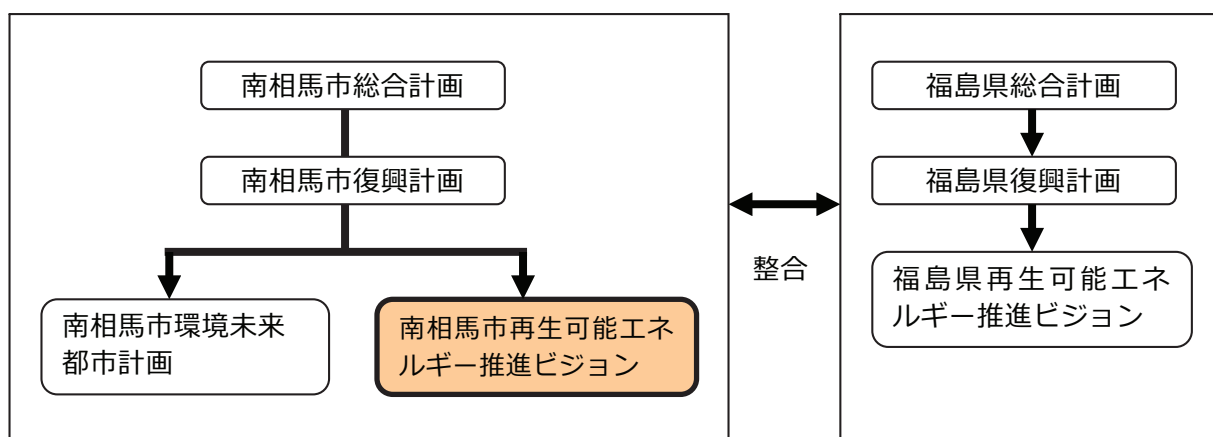 南相馬市総合計画
南相馬市復興計画
南相馬市環境未来
都市計画
南相馬市再生可能エネ
ルギー推進ビジョン
整合
福島県総合計画
福島県復興計画
福島県再生可能エネ
ルギー推進ビジョン